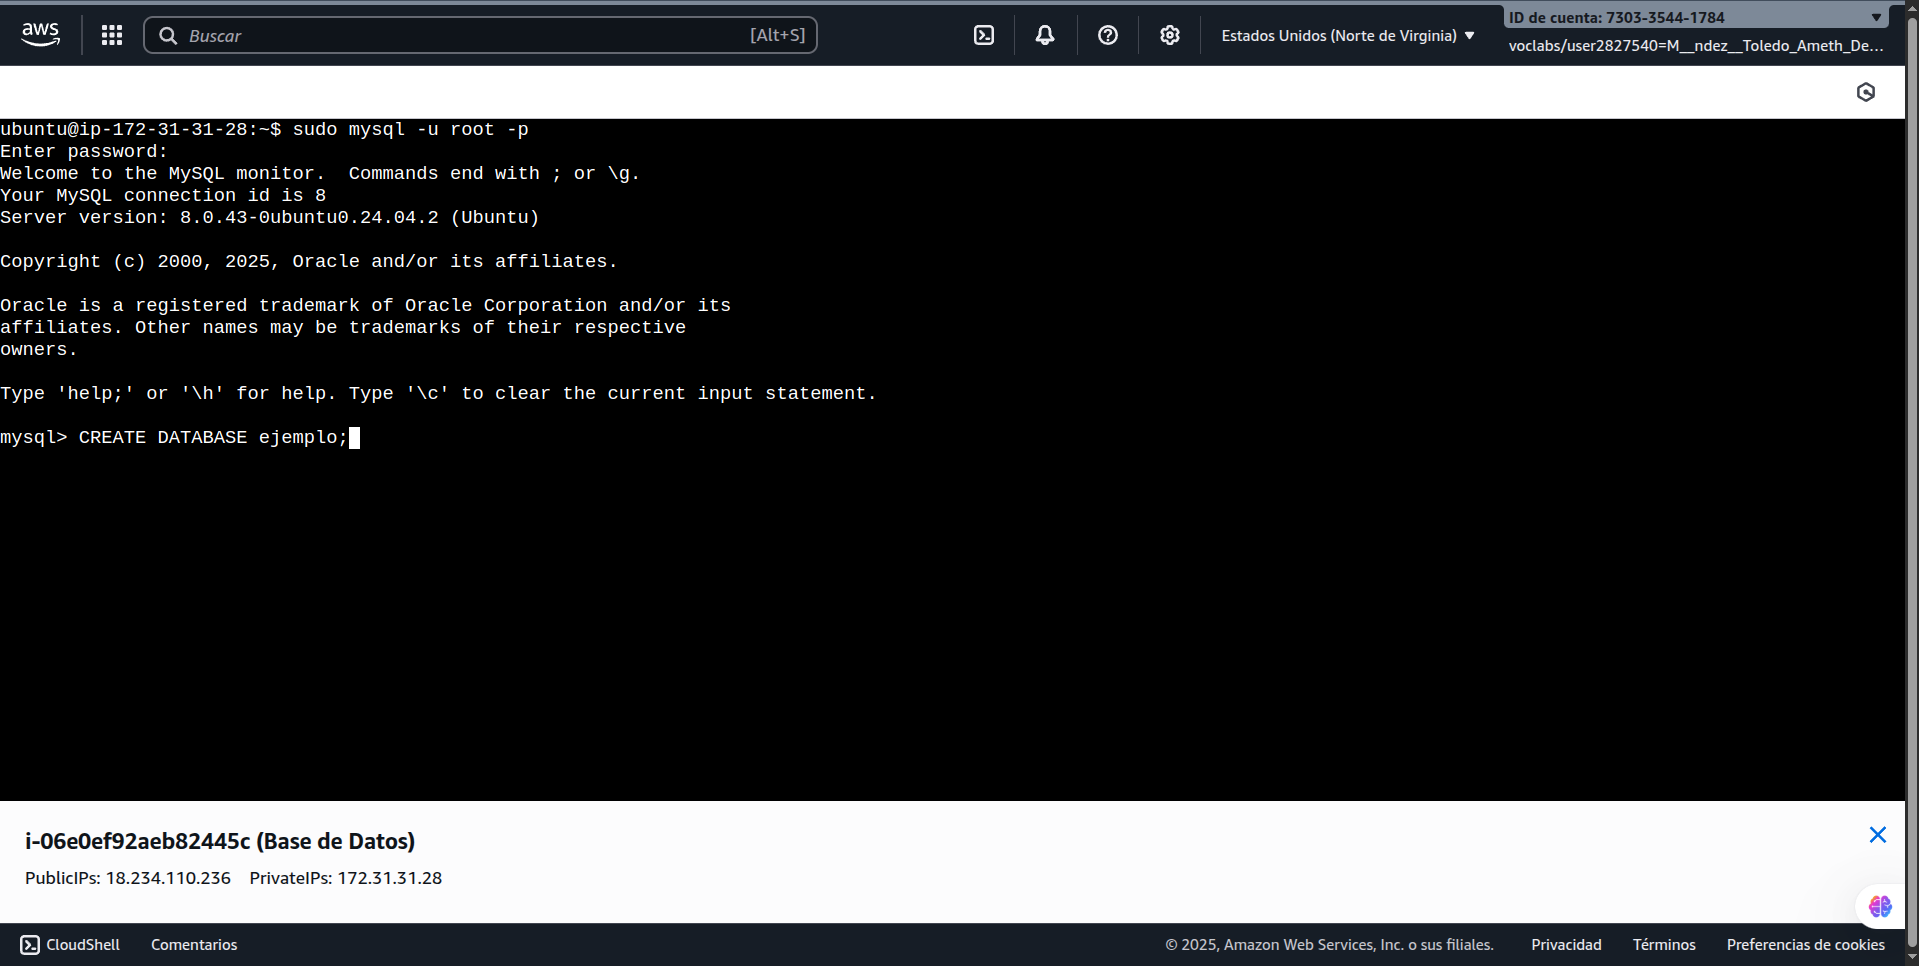 aws
Buscar [Alt+S]
Estados Unidos (Norte de Virginia)
ID de cuenta: 7303-3544-1784
voclabs/user2827540=M__ndez__Toledo_Ameth_De...
ubuntu@ip-172-31-31-28:~$ sudo mysql -u root -p
Enter password:
Welcome to the MySQL monitor.  Commands end with ; or \g.
Your MySQL connection id is 8
Server version: 8.0.43-0ubuntu0.24.04.2 (Ubuntu)
Copyright (c) 2000, 2025, Oracle and/or its affiliates.
Oracle is a registered trademark of Oracle Corporation and/or its
affiliates. Other names may be trademarks of their respective
owners.
Type 'help;' or '\h' for help. Type '\c' to clear the current input statement.
mysql> CREATE DATABASE ejemplo;
i-06e0ef92aeb82445c (Base de Datos)
PublicIPs: 18.234.110.236 PrivateIPs: 172.31.31.28
CloudShell Comentarios © 2025, Amazon Web Services, Inc. o sus filiales. Privacidad Términos Preferencias de cookies